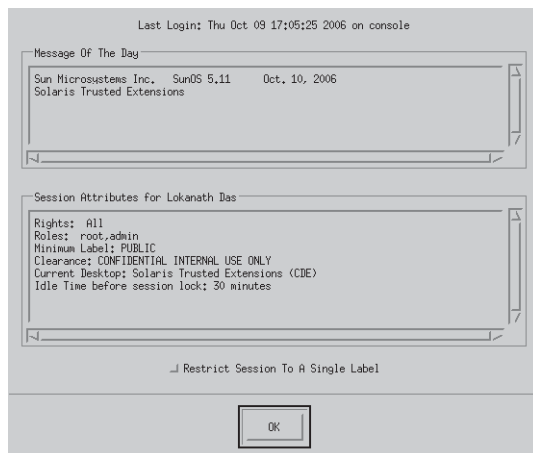 Last Login: Thu Oct 09 17:05:25 2006 on console
Message Of The Day
Sun Microsystems Inc.   SunOS 5.11      Oct. 10, 2006
Solaris Trusted Extensions
Session Attributes for Lokanath Das
Rights:  All
Roles:  root,admin
Minimum Label: PUBLIC
Clearance: CONFIDENTIAL INTERNAL USE ONLY
Current Desktop: Solaris Trusted Extensions (CDE)
Idle Time before session lock: 30 minutes
Restrict Session To A Single Label
OK